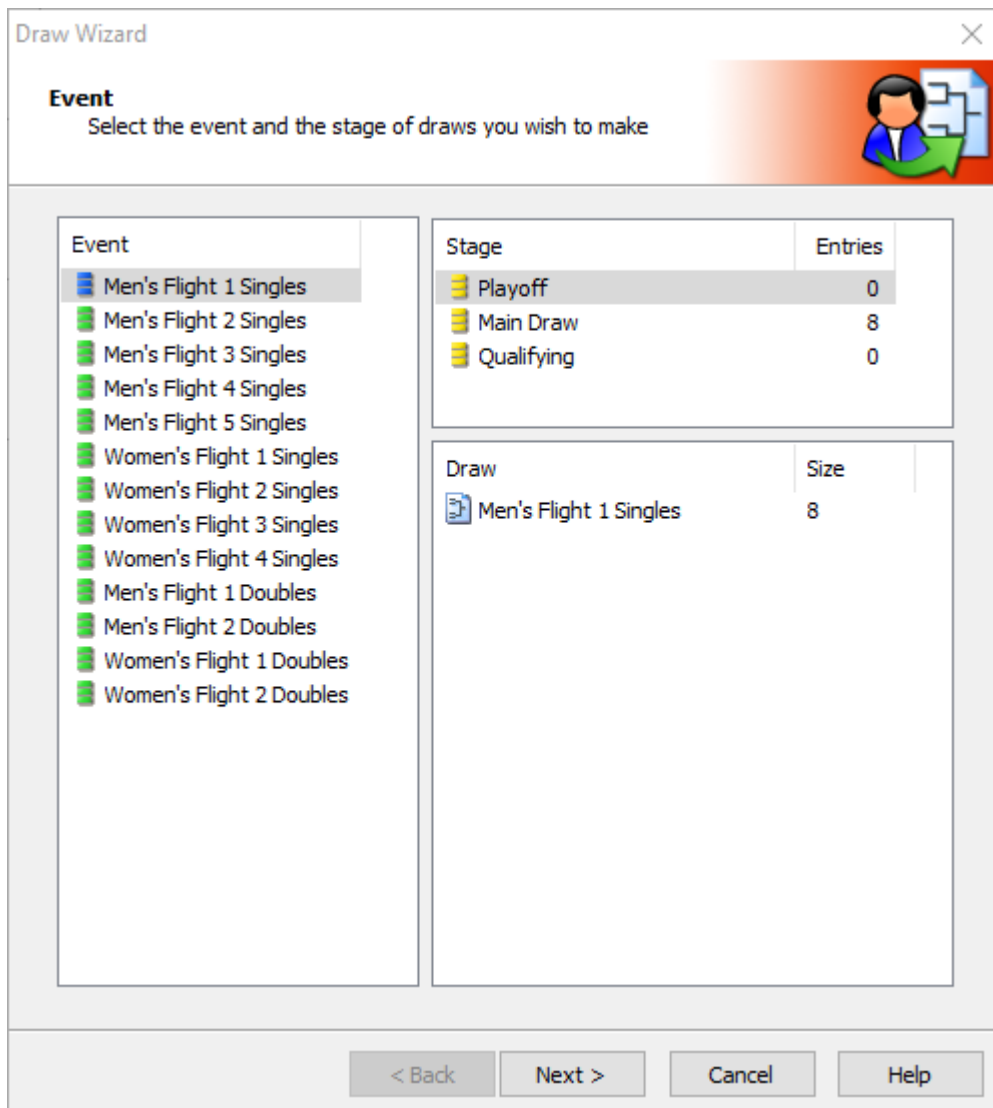 Draw Wizard
Event
Select the event and the stage of draws you wish to make
Event
Men's Flight 1 Singles
Men's Flight 2 Singles
Men's Flight 3 Singles
Men's Flight 4 Singles
Men's Flight 5 Singles
Women's Flight 1 Singles
Women's Flight 2 Singles
Women's Flight 3 Singles
Women's Flight 4 Singles
Men's Flight 1 Doubles
Men's Flight 2 Doubles
Women's Flight 1 Doubles
Women's Flight 2 Doubles
Stage Entries
Playoff 0
Main Draw 8
Qualifying 0
Draw Size
Men's Flight 1 Singles 8
< Back Next > Cancel Help